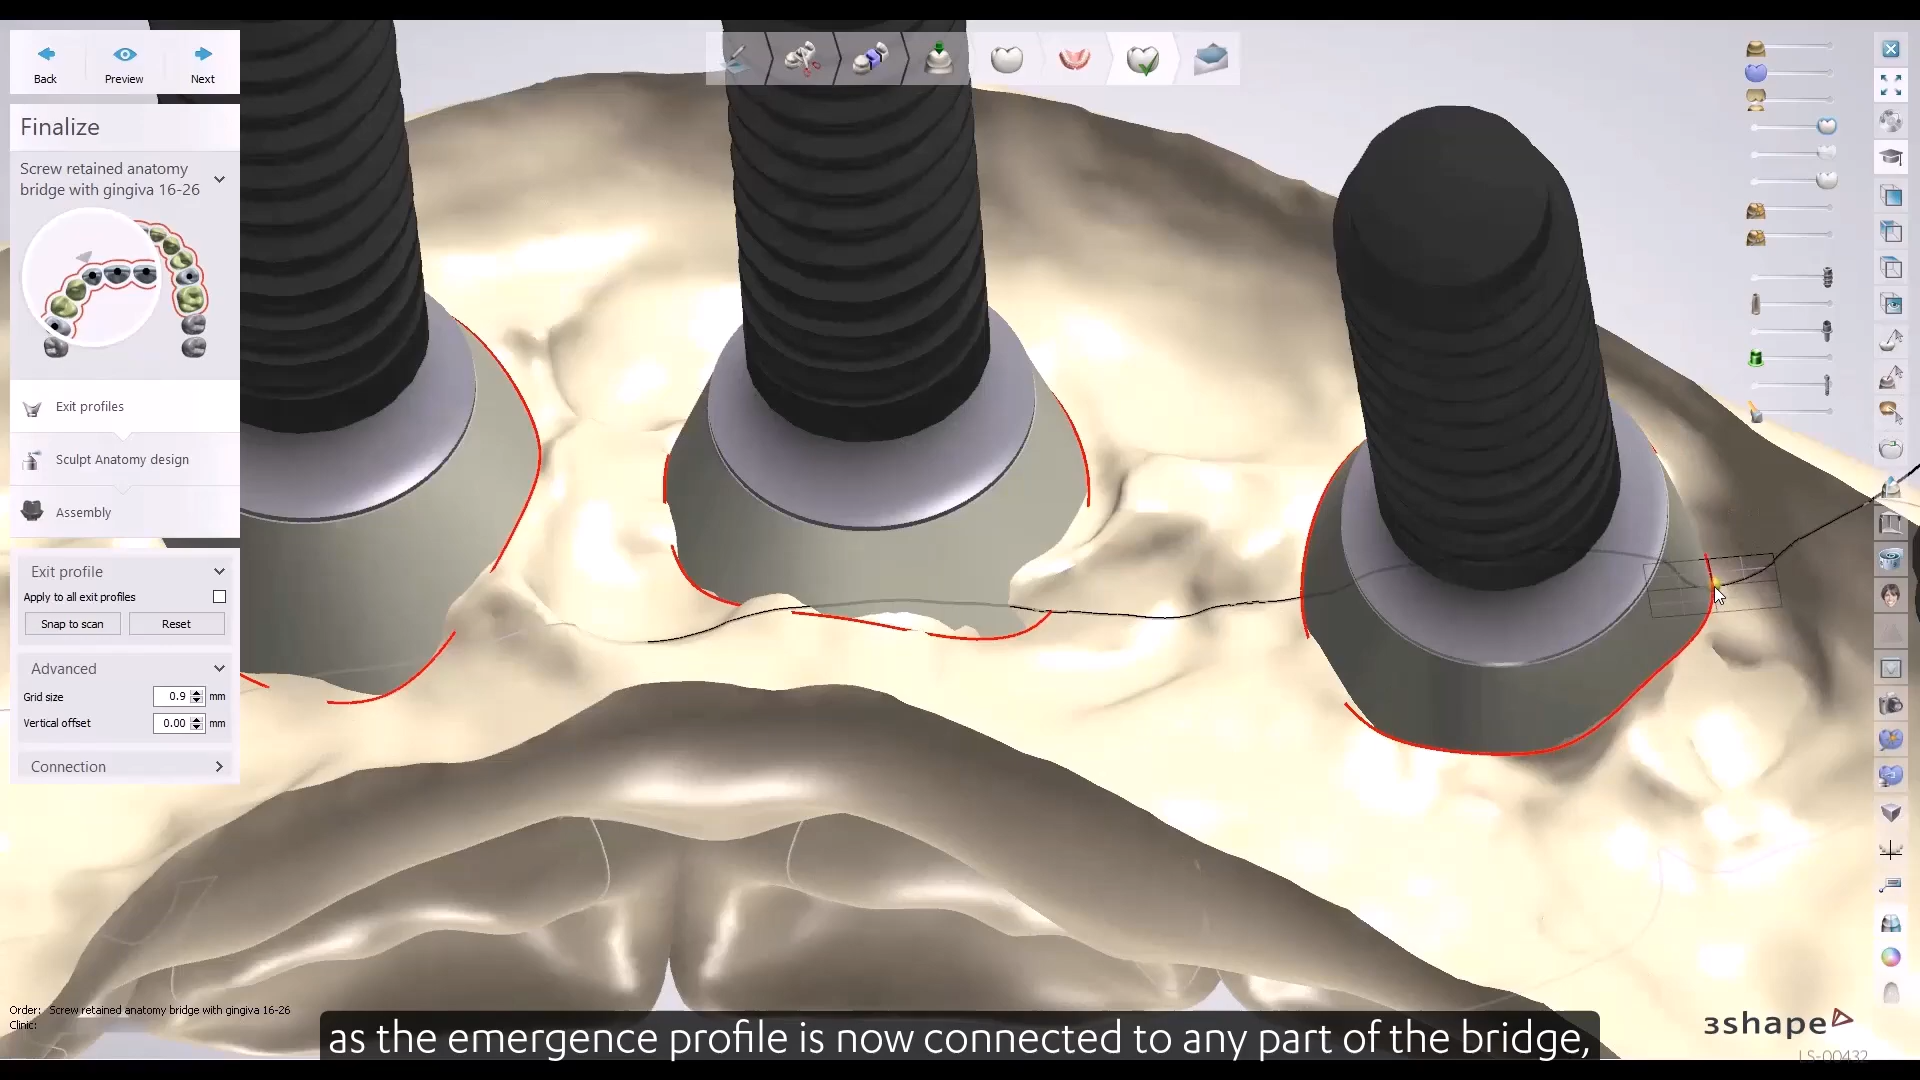 Back
Preview
Next
Finalize
Screw retained anatomy
bridge with gingiva 16-26
Exit profiles
Sculpt Anatomy design
Assembly
Exit profile
Apply to all exit profiles
Snap to scan
Reset
Advanced
Grid size
0.9
mm
Vertical offset
0.00
mm
Connection
Order: Screw retained anatomy bridge with gingiva 16-26
Clinic:
as the emergence profile is now connected to any part of the bridge,
3shape
LS-00432